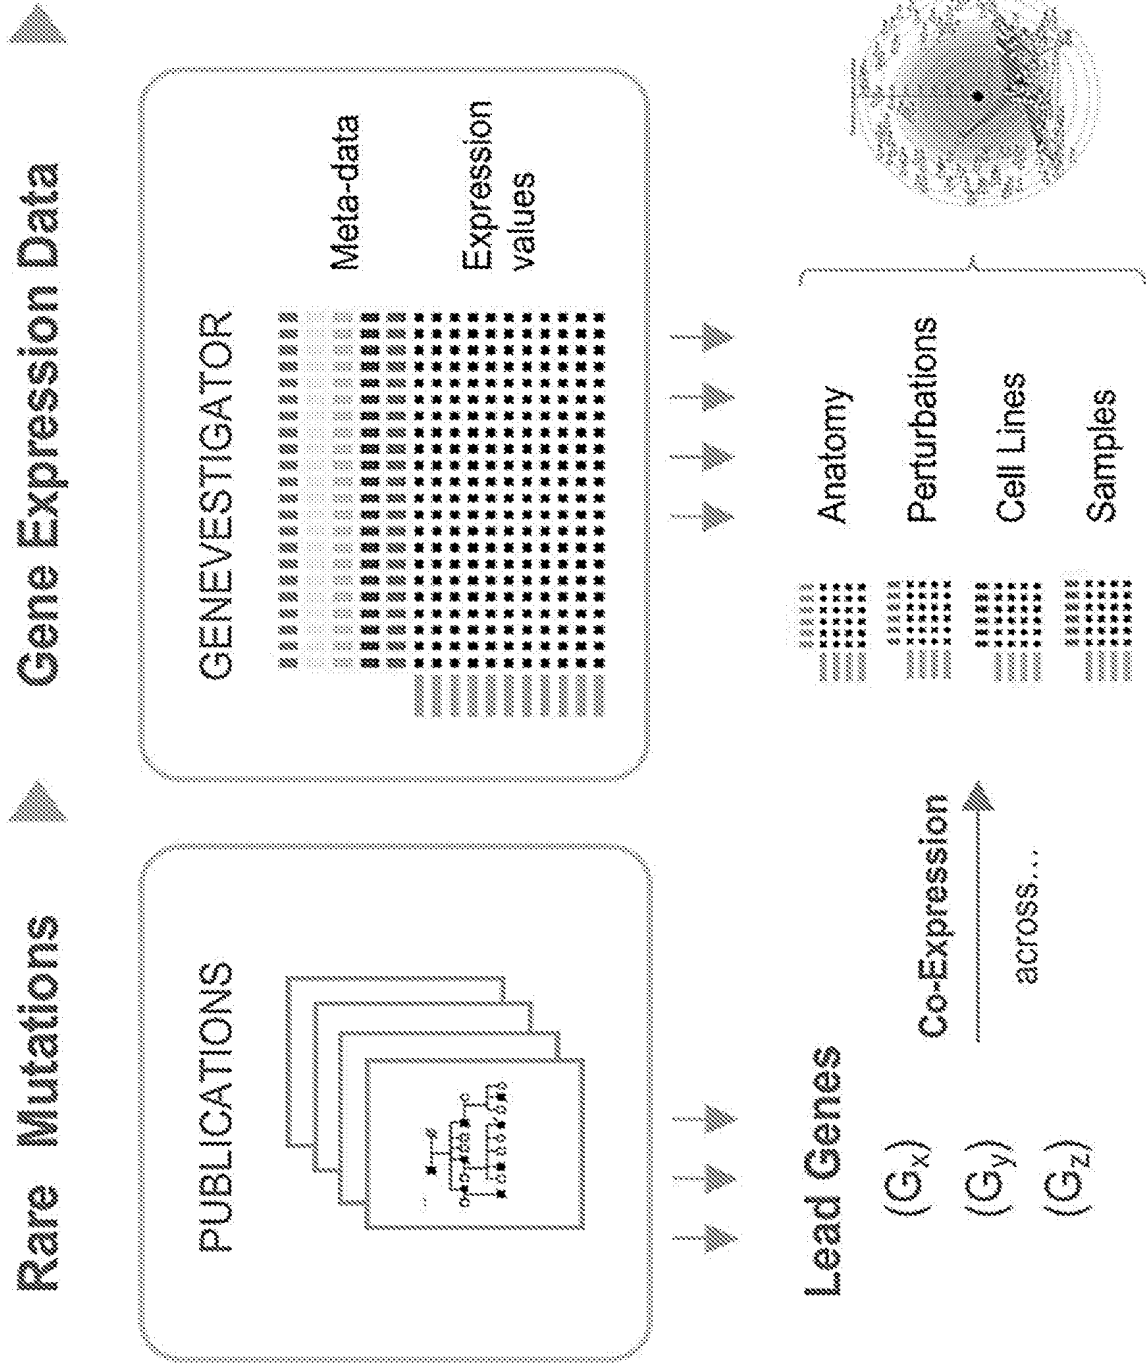 Rare Mutations
Gene Expression Data
PUBLICATIONS
GENEVESTIGATOR
Meta-data
Expression
values
Lead Genes
(Gx)
(Gy)
(Gz)
Co-Expression
across...
Anatomy
Perturbations
Cell Lines
Samples